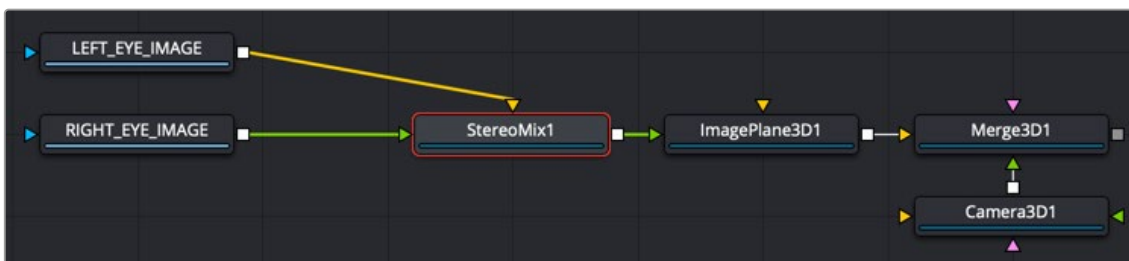 LEFT_EYE_IMAGE
RIGHT_EYE_IMAGE
StereoMix1
ImagePlane3D1
Merge3D1
Camera3D1